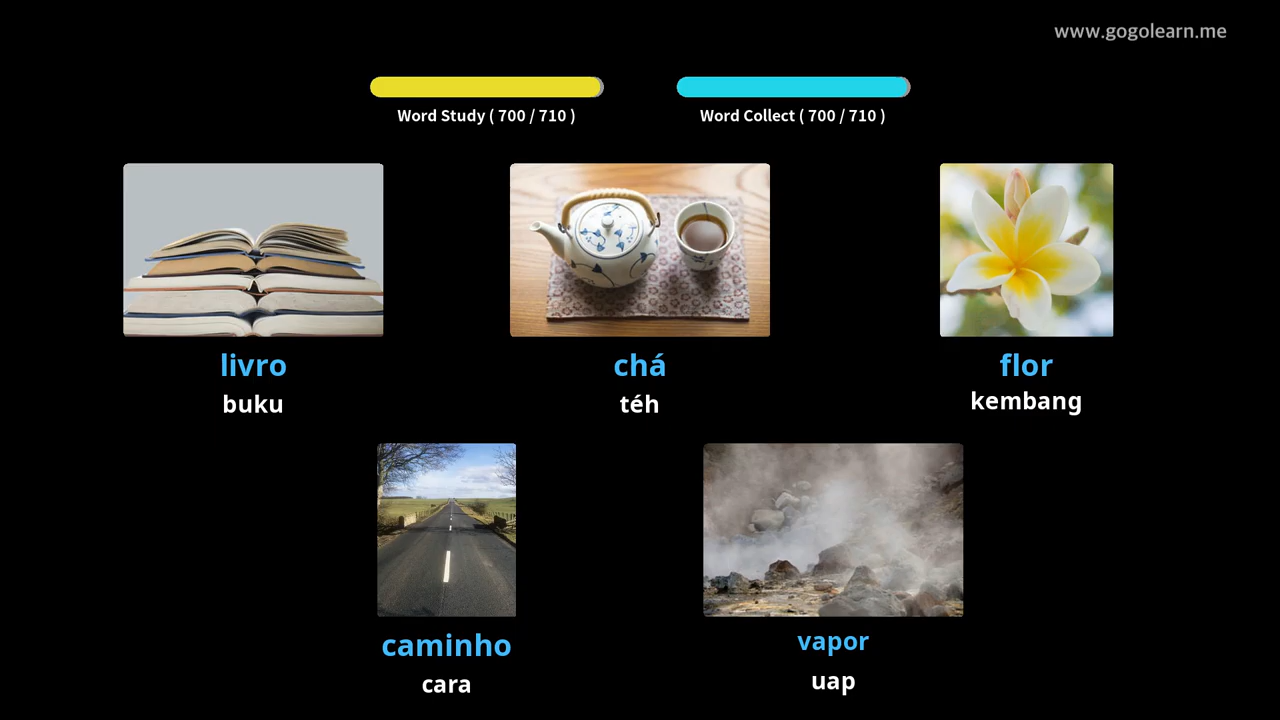 www.gogolearn.me
Word Study ( 700 / 710 )
Word Collect ( 700 / 710 )
livro
buku
chá
téh
flor
kembang
caminho
cara
vapor
uap